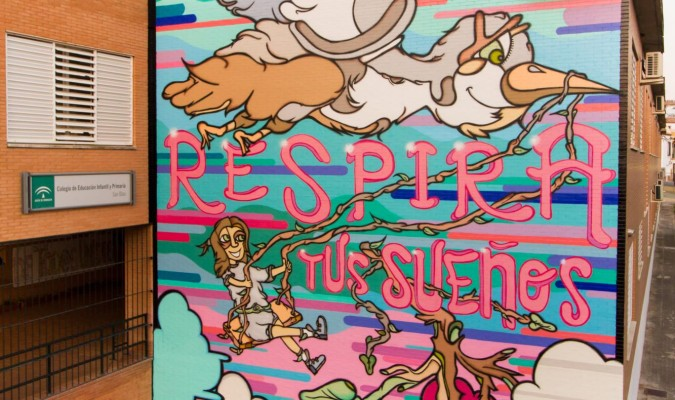 Colegio de Educación Infantil y Primaria
RESPIRA
TUS SUEÑOS